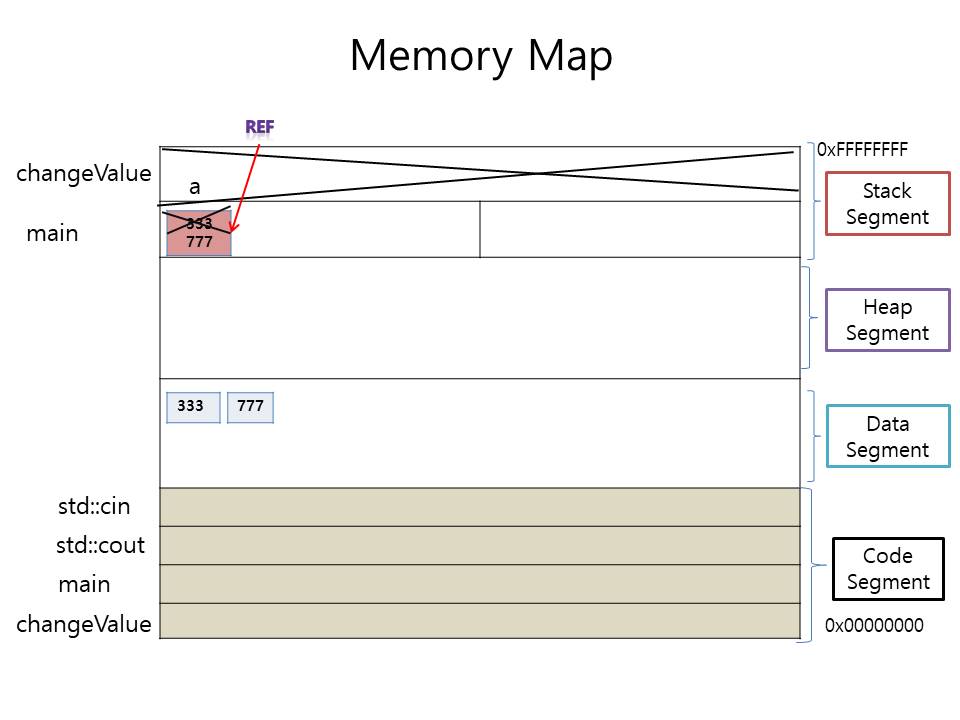 Memory Map
REF
0xFFFFFFFF
changeValue
a
Stack
Segment
main
333
777
Heap
Segment
333 777
Data
Segment
std::cin
std::cout
Code
Segment
main
changeValue
0x00000000